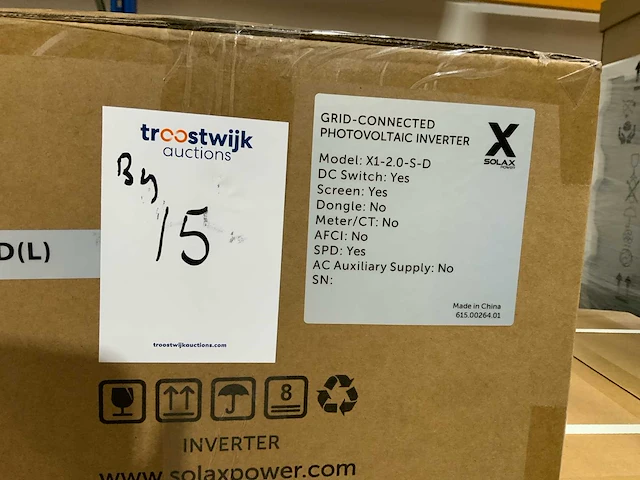 D(L)
troostwijk
auctions
By
15
troostwijkauctions.com
GRID-CONNECTED
PHOTOVOLTAIC INVERTER
X
SOLAX
POWER
Model: X1-2.0-S-D
DC Switch: Yes
Screen: Yes
Dongle: No
Meter/CT: No
AFCI: No
SPD: Yes
AC Auxiliary Supply: No
SN:
Made in China
615.00264.01
8
INVERTER
www.solaxpower.com